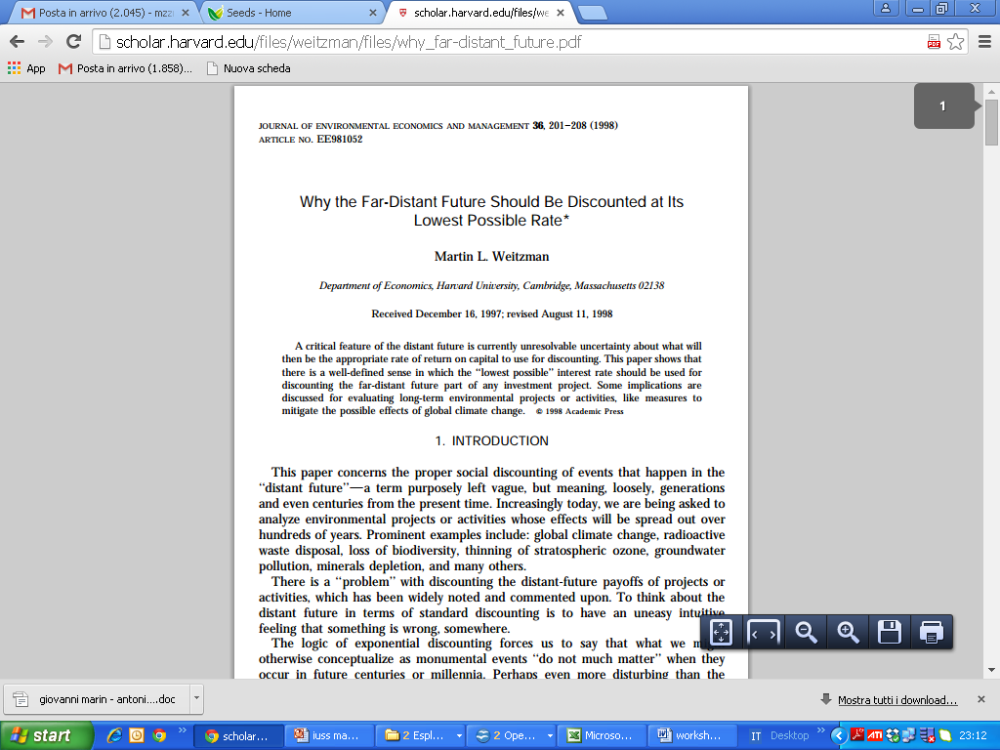 Posta in arrivo (2.045) - mzz
Seeds - Home
scholar.harvard.edu/files/we
scholar.harvard.edu/files/weitzman/files/why_far-distant_future.pdf
App
Posta in arrivo (1.858)...
Nuova scheda
1
JOURNAL OF ENVIRONMENTAL ECONOMICS AND MANAGEMENT 36, 201–208 (1998)
ARTICLE NO. EE981052
Why the Far-Distant Future Should Be Discounted at Its
Lowest Possible Rate*
Martin L. Weitzman
Department of Economics, Harvard University, Cambridge, Massachusetts 02138
Received December 16, 1997; revised August 11, 1998
A critical feature of the distant future is currently unresolvable uncertainty about what will
then be the appropriate rate of return on capital to use for discounting. This paper shows that
there is a well-defined sense in which the ‘‘lowest possible’’ interest rate should be used for
discounting the far-distant future part of any investment project. Some implications are
discussed for evaluating long-term environmental projects or activities, like measures to
mitigate the possible effects of global climate change. © 1998 Academic Press
1. INTRODUCTION
This paper concerns the proper social discounting of events that happen in the
‘‘distant future’’—a term purposely left vague, but meaning, loosely, generations
and even centuries from the present time. Increasingly today, we are being asked to
analyze environmental projects or activities whose effects will be spread out over
hundreds of years. Prominent examples include: global climate change, radioactive
waste disposal, loss of biodiversity, thinning of stratospheric ozone, groundwater
pollution, minerals depletion, and many others.
There is a ‘‘problem’’ with discounting the distant-future payoffs of projects or
activities, which has been widely noted and commented upon. To think about the
distant future in terms of standard discounting is to have an uneasy intuitive
feeling that something is wrong, somewhere.
The logic of exponential discounting forces us to say that what we
otherwise conceptualize as monumental events ‘‘do not much matter’’ when they
occur in future centuries or millennia. Perhaps even more disturbing than the
giovanni marin - antoni....doc
Mostra tutti i download...
start
scholar...
iuss ma...
2 Espl...
2 Ope...
Microso...
worksh...
IT
Desktop
23:12